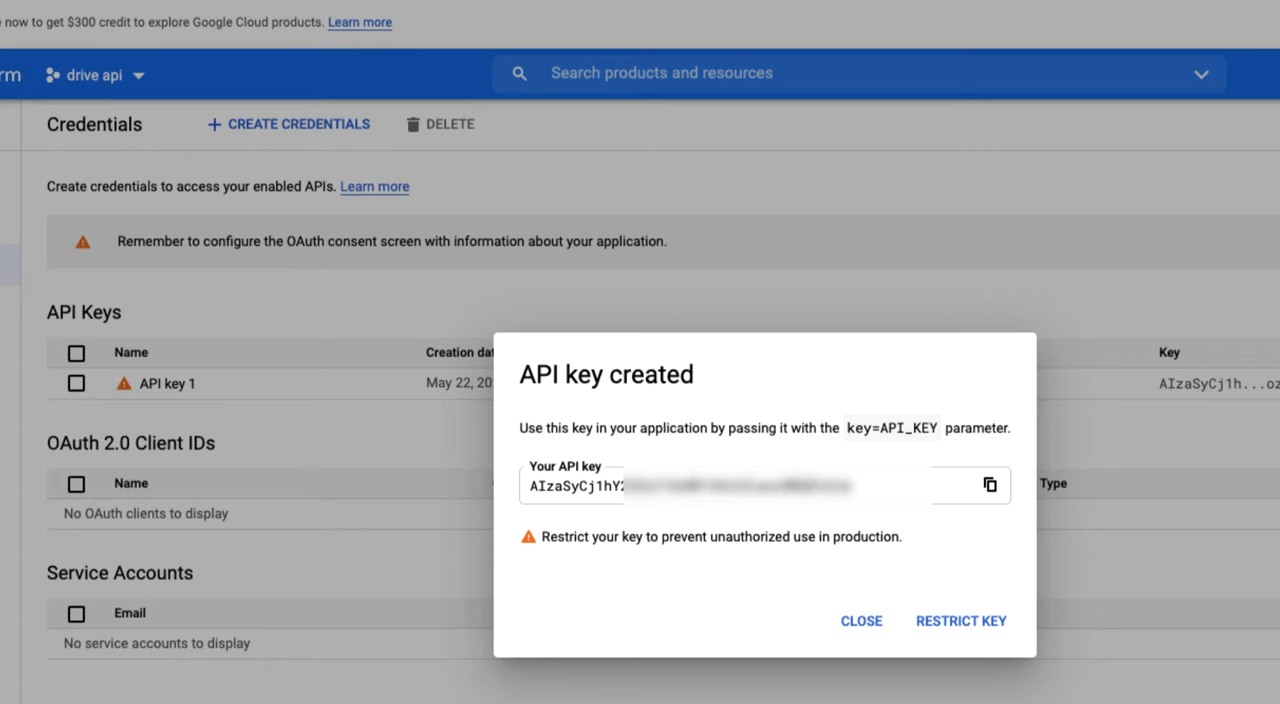 now to get $300 credit to explore Google Cloud products. Learn more
rm drive api Search products and resources
Credentials CREATE CREDENTIALS DELETE
Create credentials to access your enabled APIs. Learn more
Remember to configure the OAuth consent screen with information about your application.
API Keys
Name Creation dat Key
API key 1 May 22, 20 AIzaSyCj1h...oz
API key created
Use this key in your application by passing it with the key=API_KEY parameter.
Your API key
AIzaSyCj1hY
Restrict your key to prevent unauthorized use in production.
CLOSE RESTRICT KEY
OAuth 2.0 Client IDs
Name Type
No OAuth clients to display
Service Accounts
Email
No service accounts to display